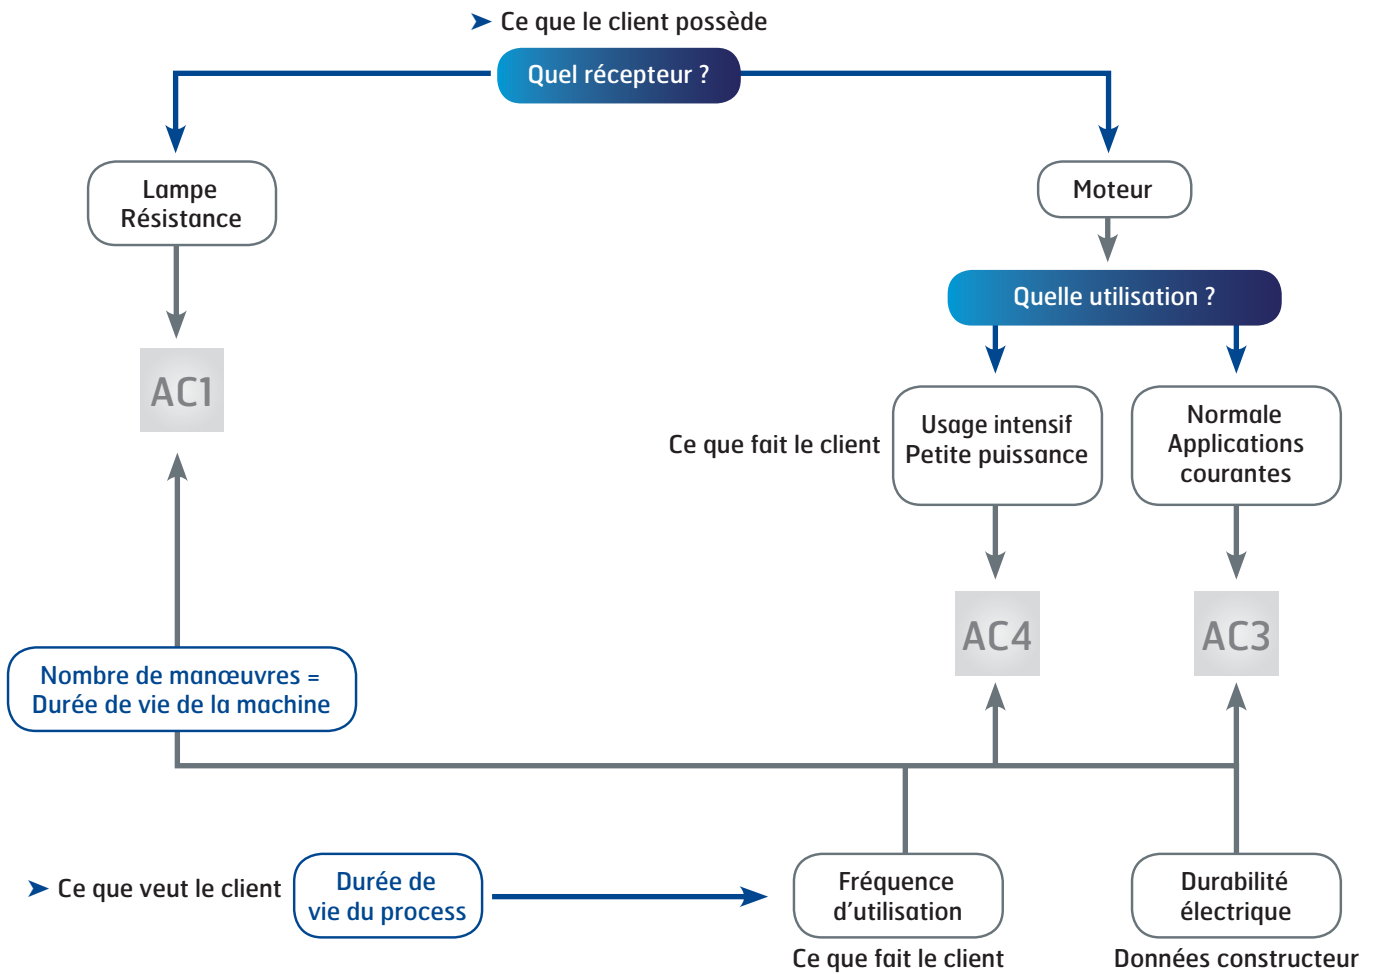 ➤ Ce que le client possède
Quel récepteur ?
Lampe
Résistance
Moteur
Quelle utilisation ?
AC1
Ce que fait le client
Usage intensif
Petite puissance
Normale
Applications
courantes
AC4
AC3
Nombre de manœuvres =
Durée de vie de la machine
➤ Ce que veut le client
Durée de
vie du process
Fréquence
d’utilisation
Ce que fait le client
Durabilité
électrique
Données constructeur